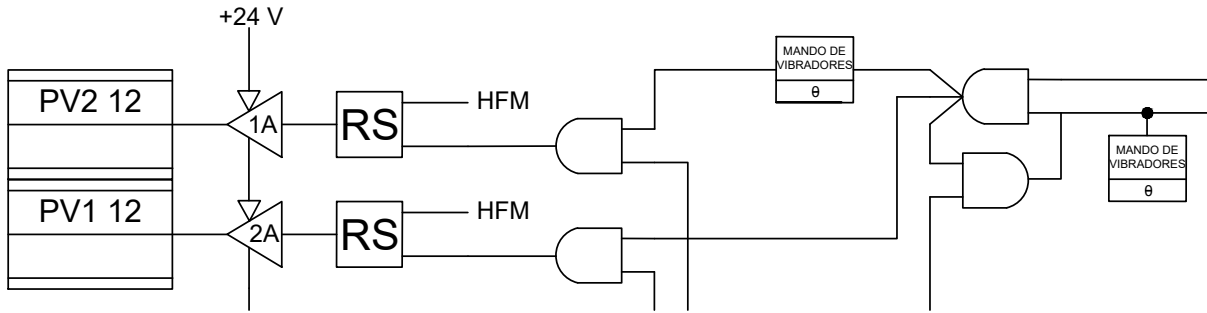 +24 V
MANDO DE
VIBRADORES
θ
PV2 12
1A
RS
HFM
MANDO DE
VIBRADORES
θ
PV1 12
2A
RS
HFM